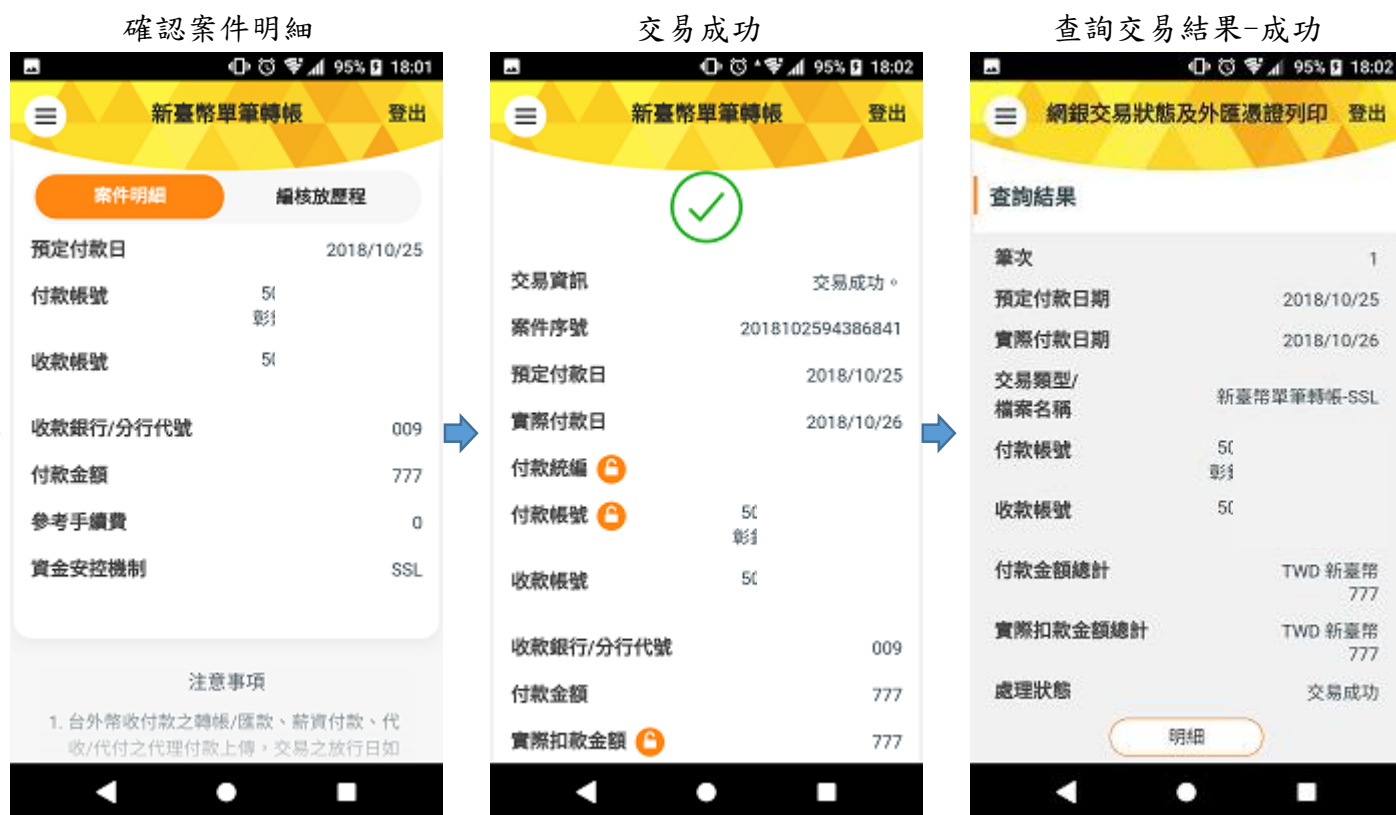 確認案件明細
95% 18:01
新臺幣單筆轉帳 登出
案件明細 編核放歷程
預定付款日 2018/10/25
付款帳號 50
彰
收款帳號 50
收款銀行/分行代號 009
付款金額 777
參考手續費 0
資金安控機制 SSL
注意事項
1. 台外幣收付款之轉帳/匯款、薪資付款、代
收/代付之代理付款上傳，交易之放行日如
交易成功
95% 18:02
新臺幣單筆轉帳 登出
交易資訊 交易成功。
案件序號 2018102594386841
預定付款日 2018/10/25
實際付款日 2018/10/26
付款統編
付款帳號 50
彰
收款帳號 50
收款銀行/分行代號 009
付款金額 777
實際扣款金額 777
查詢交易結果-成功
95% 18:02
網銀交易狀態及外匯憑證列印 登出
查詢結果
筆次 1
預定付款日期 2018/10/25
實際付款日期 2018/10/26
交易類型/
檔案名稱
新臺幣單筆轉帳-SSL
付款帳號 50
彰
收款帳號 50
付款金額總計 TWD 新臺幣
777
實際扣款金額總計 TWD 新臺幣
777
處理狀態 交易成功
明細